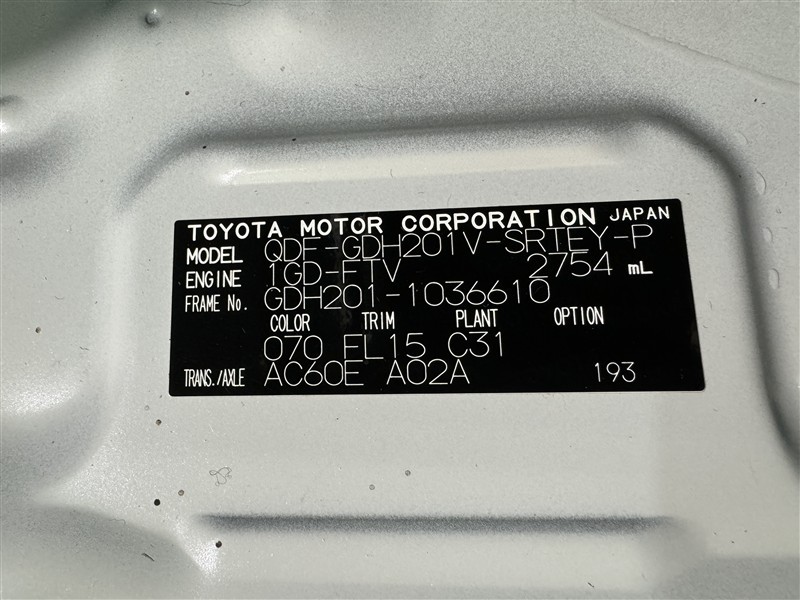 TOYOTA MOTOR CORPORATION JAPAN
MODEL QDF-GDH201V-SRTEY-P
ENGINE 1GD-FTV 2754 mL
FRAME No. GDH201-1036610
COLOR TRIM PLANT OPTION
070 FL15 C31
TRANS./AXLE AC60E A02A 193